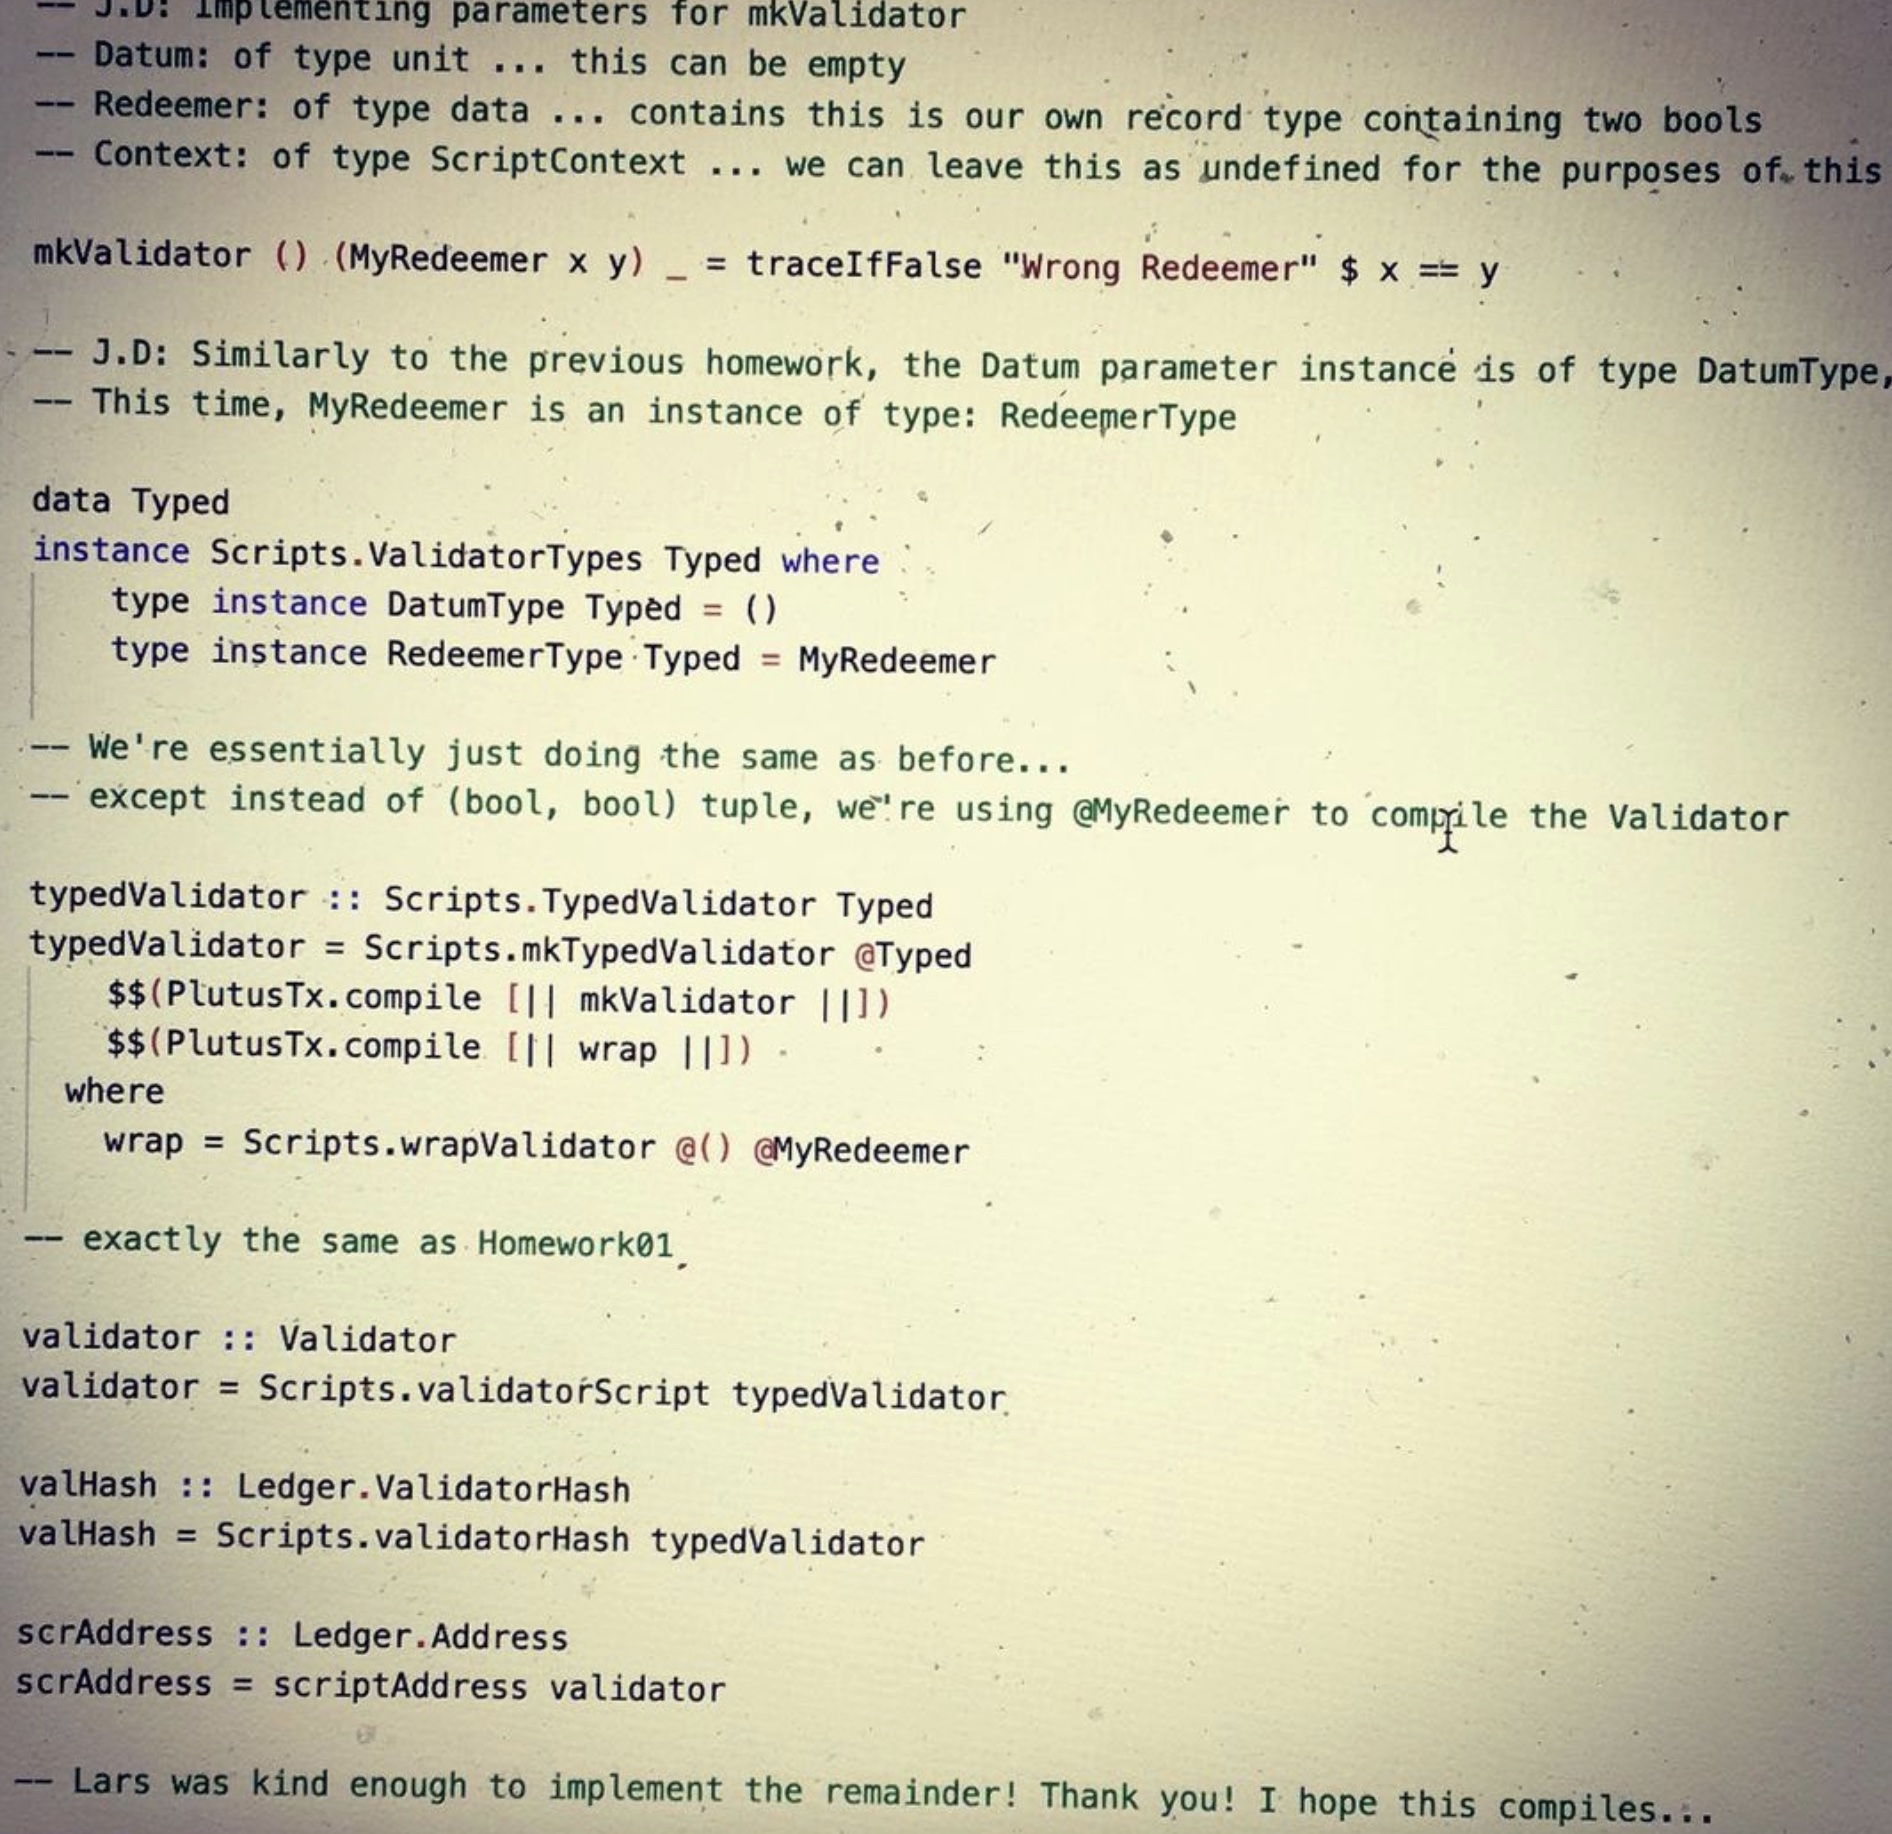 -- J.D: Implementing parameters for mkValidator
-- Datum: of type unit ... this can be empty
-- Redeemer: of type data ... contains this is our own record type containing two bools
-- Context: of type ScriptContext ... we can leave this as undefined for the purposes of this
mkValidator () (MyRedeemer x y) _ = traceIfFalse "Wrong Redeemer" $ x == y
-- J.D: Similarly to the previous homework, the Datum parameter instance is of type DatumType,
-- This time, MyRedeemer is an instance of type: RedeemerType
data Typed
instance Scripts.ValidatorTypes Typed where
    type instance DatumType Typed = ()
    type instance RedeemerType Typed = MyRedeemer
-- We're essentially just doing the same as before...
-- except instead of (bool, bool) tuple, we're using @MyRedeemer to compile the Validator
typedValidator :: Scripts.TypedValidator Typed
typedValidator = Scripts.mkTypedValidator @Typed
    $$(PlutusTx.compile [|| mkValidator ||])
    $$(PlutusTx.compile [|| wrap ||])
  where
    wrap = Scripts.wrapValidator @() @MyRedeemer
-- exactly the same as Homework01
validator :: Validator
validator = Scripts.validatorScript typedValidator
valHash :: Ledger.ValidatorHash
valHash = Scripts.validatorHash typedValidator
scrAddress :: Ledger.Address
scrAddress = scriptAddress validator
-- Lars was kind enough to implement the remainder! Thank you! I hope this compiles...